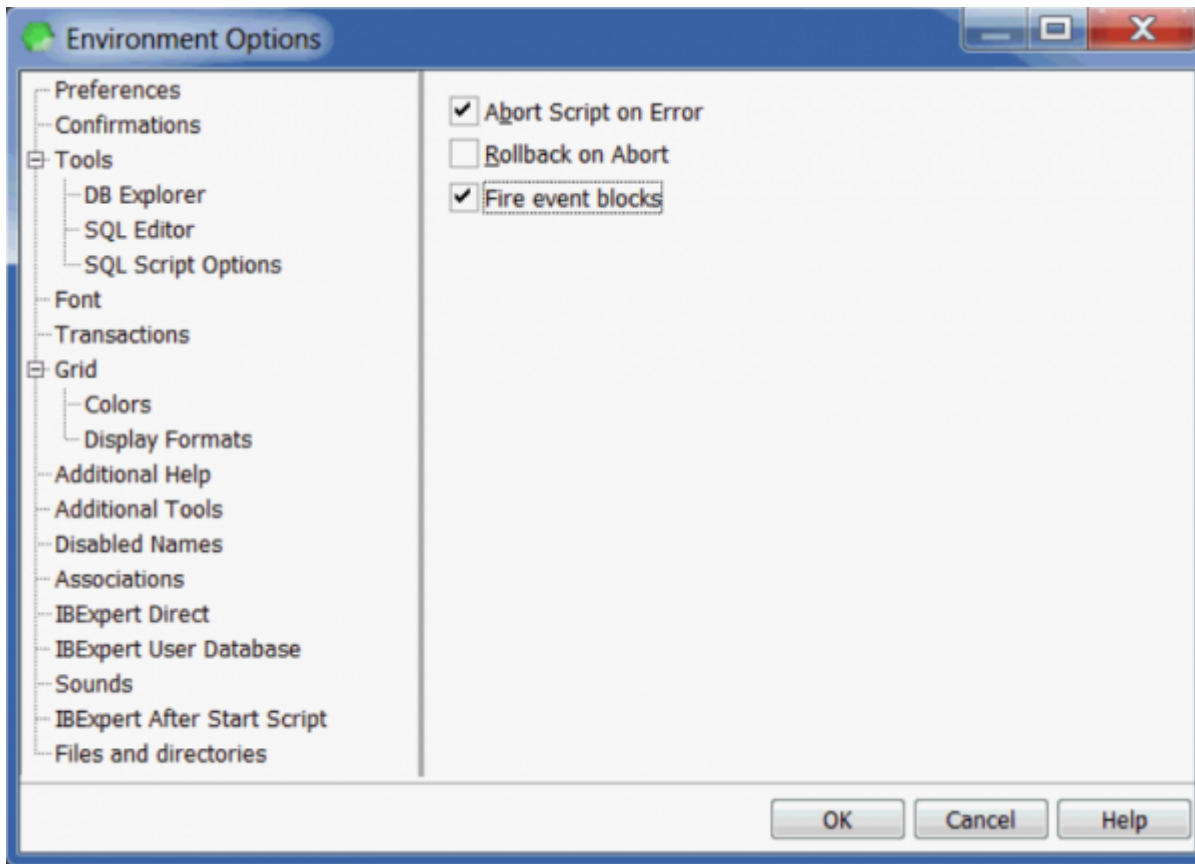 Environment Options
Preferences
Confirmations
Tools
DB Explorer
SQL Editor
SQL Script Options
Font
Transactions
Grid
Colors
Display Formats
Additional Help
Additional Tools
Disabled Names
Associations
IBExpert Direct
IBExpert User Database
Sounds
IBExpert After Start Script
Files and directories
Abort Script on Error
Rollback on Abort
Fire event blocks
OK Cancel Help